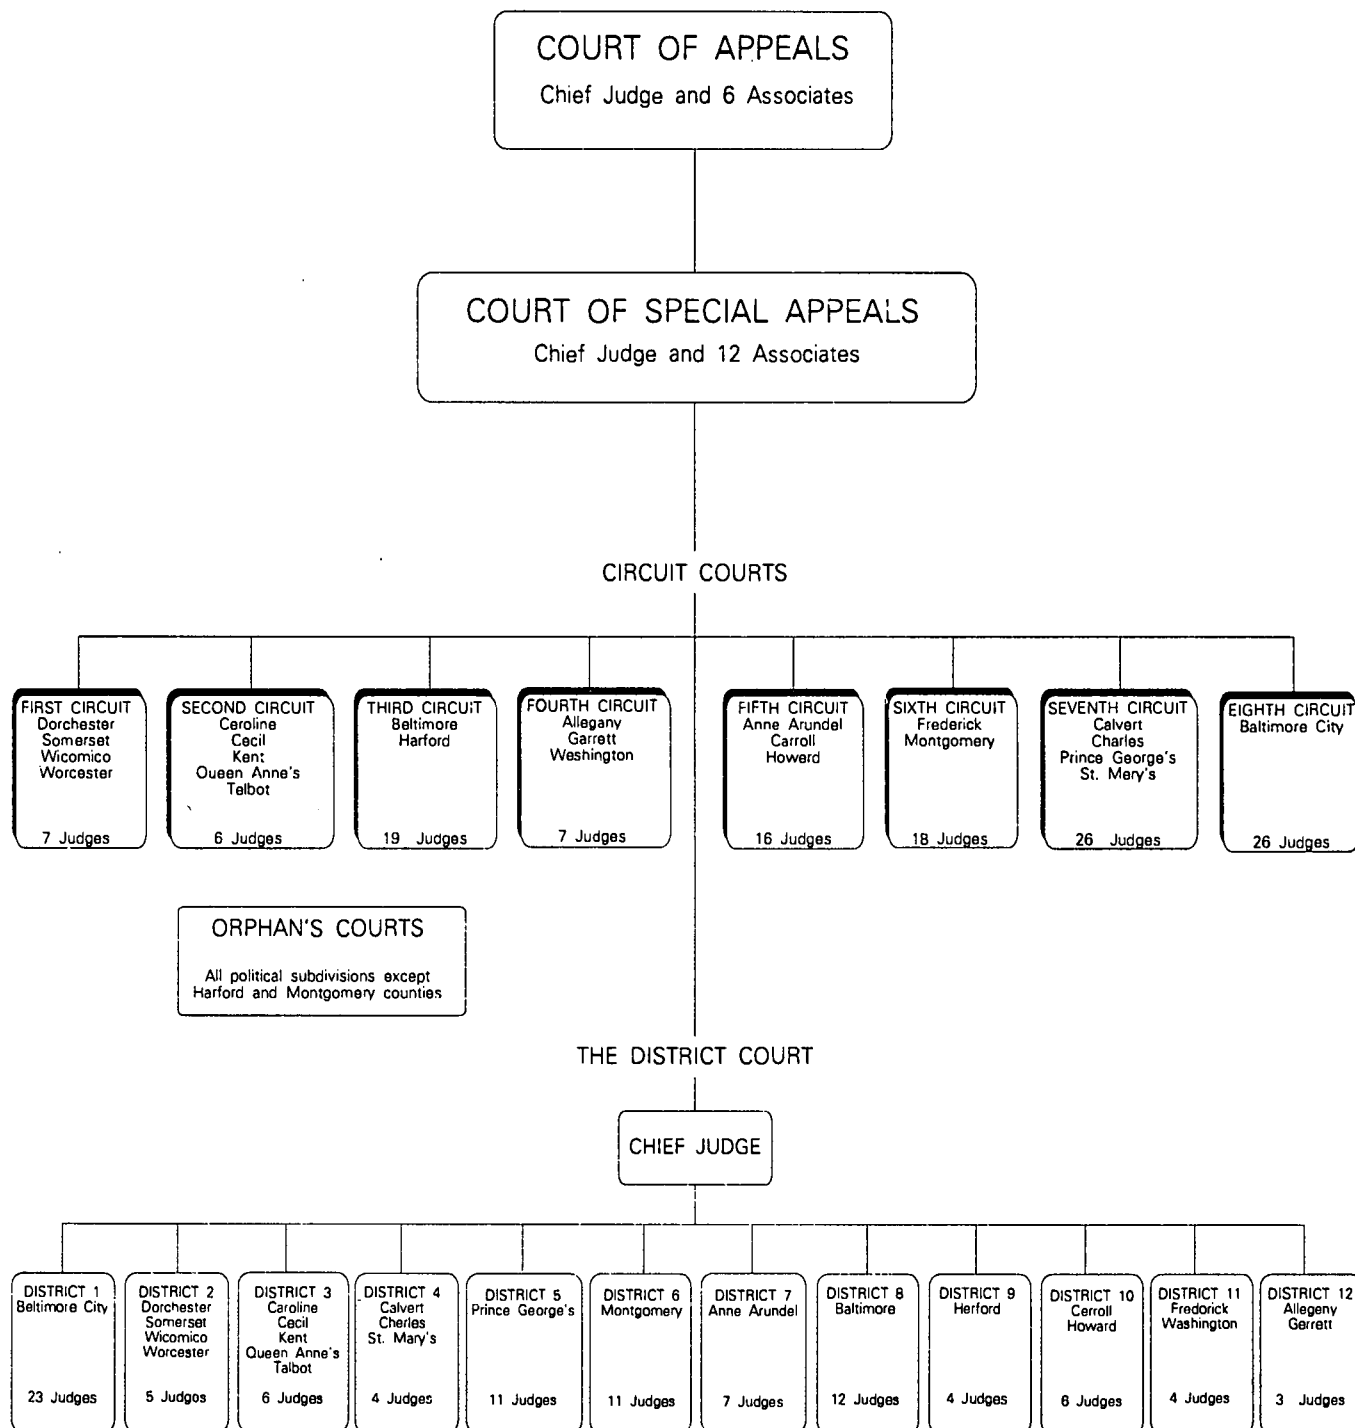 COURT OF APPEALS
Chief Judge and 6 Associates
COURT OF SPECIAL APPEALS
Chief Judge and 12 Associates
CIRCUIT COURTS
FIRST CIRCUIT
Dorchester
Somerset
Wicomico
Worcester
7 Judges
SECOND CIRCUIT
Ceroline
Cecil
Kent
Queen Anne's
Telbot
6 Judges
THIRD CIRCUIT
Beltimore
Harford
19 Judges
FOURTH CIRCUIT
Allegany
Garrett
Weshington
7 Judges
FIFTH CIRCUIT
Anne Arundel
Carroll
Howerd
16 Judges
SIXTH CIRCUIT
Frederick
Montgomery
18 Judges
SEVENTH CIRCUIT
Calvert
Charles
Prince George's
St. Mery's
26 Judges
EIGHTH CIRCUIT
Baltimore City
26 Judges
ORPHAN'S COURTS
All political subdivisions except
Harford and Montgomery counties
THE DISTRICT COURT
CHIEF JUDGE
DISTRICT 1
Beltimore City
23 Judges
DISTRICT 2
Dorchester
Somerset
Wicomico
Worcester
5 Judgos
DISTRICT 3
Caroline
Cecil
Kent
Queen Anne's
Talbot
6 Judges
DISTRICT 4
Calvert
Cherles
St. Mary's
4 Judges
DISTRICT 5
Prince George's
11 Judges
DISTRICT 6
Montgomery
11 Judges
DISTRICT 7
Anne Arundel
7 Judges
DISTRICT 8
Baltimore
12 Judges
DISTRICT 9
Herford
4 Judges
DISTRICT 10
Cerroll
Howard
6 Judges
DISTRICT 11
Frodorick
Washington
4 Judges
DISTRICT 12
Allegeny
Gerrett
3 Judges